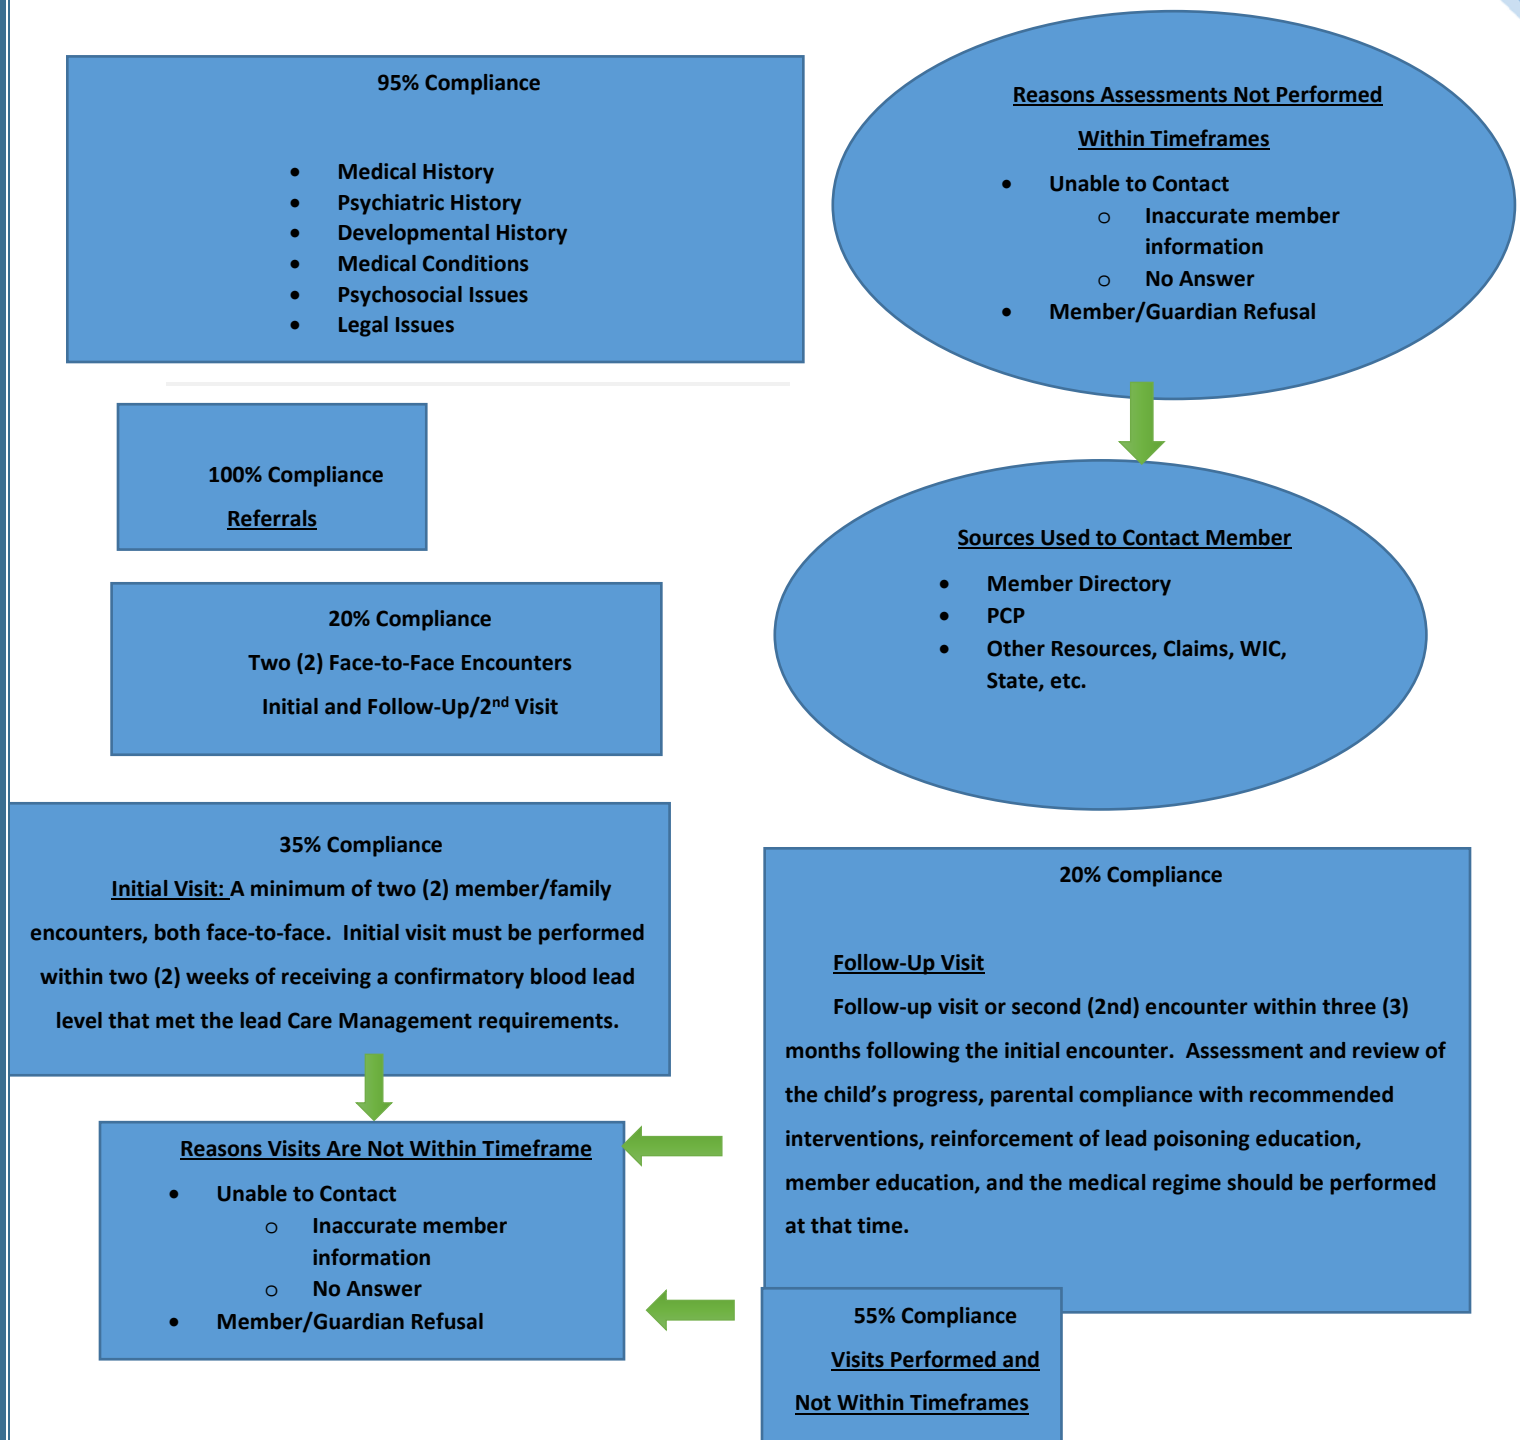 95% Compliance
• Medical History
• Psychiatric History
• Developmental History
• Medical Conditions
• Psychosocial Issues
• Legal Issues
Reasons Assessments Not Performed
Within Timeframes
• Unable to Contact
o Inaccurate member
information
o No Answer
• Member/Guardian Refusal
100% Compliance
Referrals
Sources Used to Contact Member
• Member Directory
• PCP
• Other Resources, Claims, WIC,
State, etc.
20% Compliance
Two (2) Face-to-Face Encounters
Initial and Follow-Up/2nd Visit
35% Compliance
Initial Visit: A minimum of two (2) member/family
encounters, both face-to-face. Initial visit must be performed
within two (2) weeks of receiving a confirmatory blood lead
level that met the lead Care Management requirements.
20% Compliance
Follow-Up Visit
Follow-up visit or second (2nd) encounter within three (3)
months following the initial encounter. Assessment and review of
the child’s progress, parental compliance with recommended
interventions, reinforcement of lead poisoning education,
member education, and the medical regime should be performed
at that time.
Reasons Visits Are Not Within Timeframe
• Unable to Contact
o Inaccurate member
information
o No Answer
• Member/Guardian Refusal
55% Compliance
Visits Performed and
Not Within Timeframes